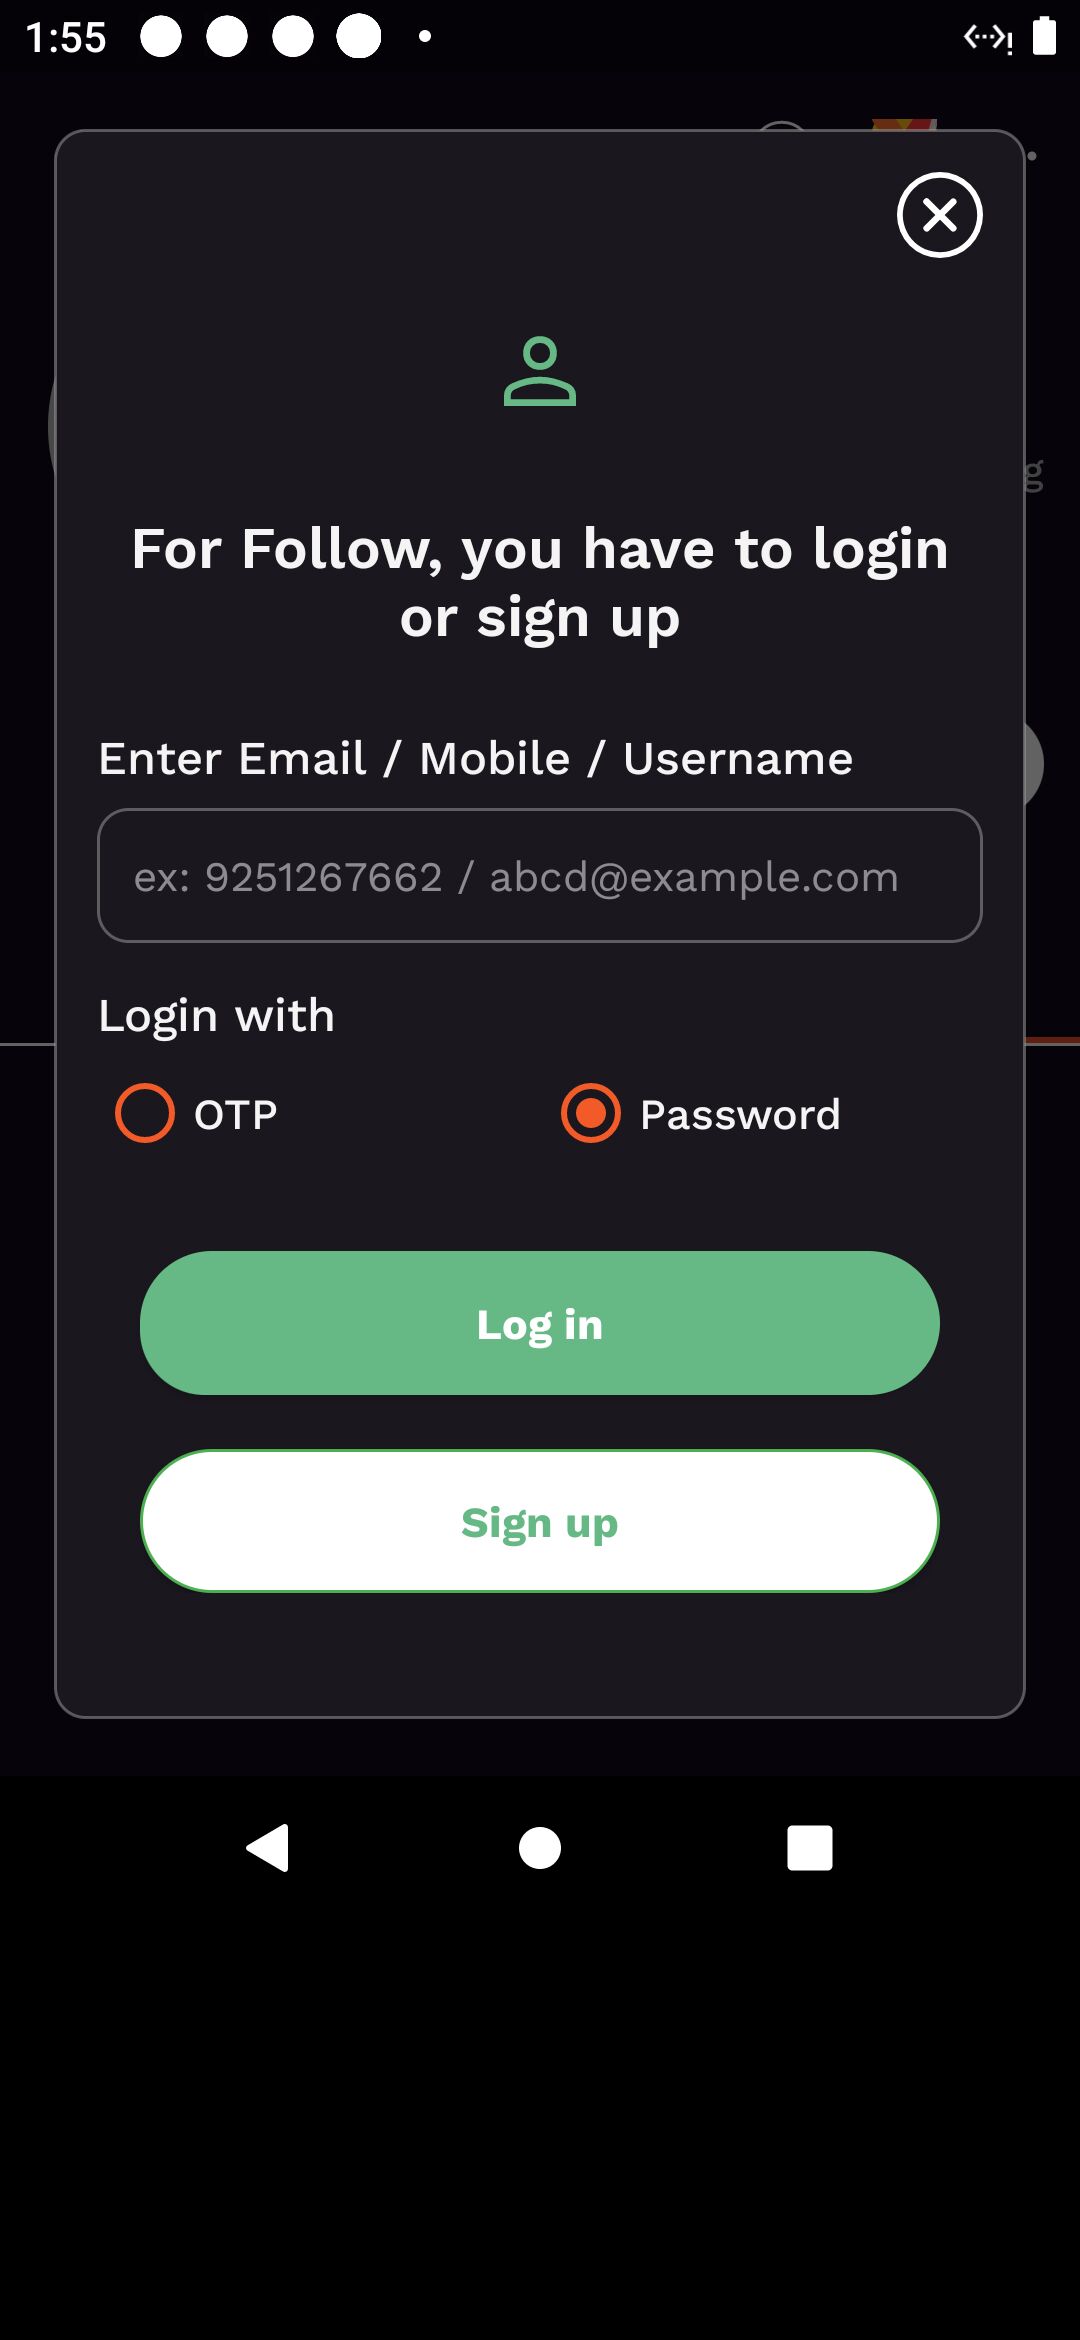 1:55
g
For Follow, you have to login
or sign up
Enter Email / Mobile / Username
ex: 9251267662 / abcd@example.com
Login with
OTP
Password
Log in
Sign up